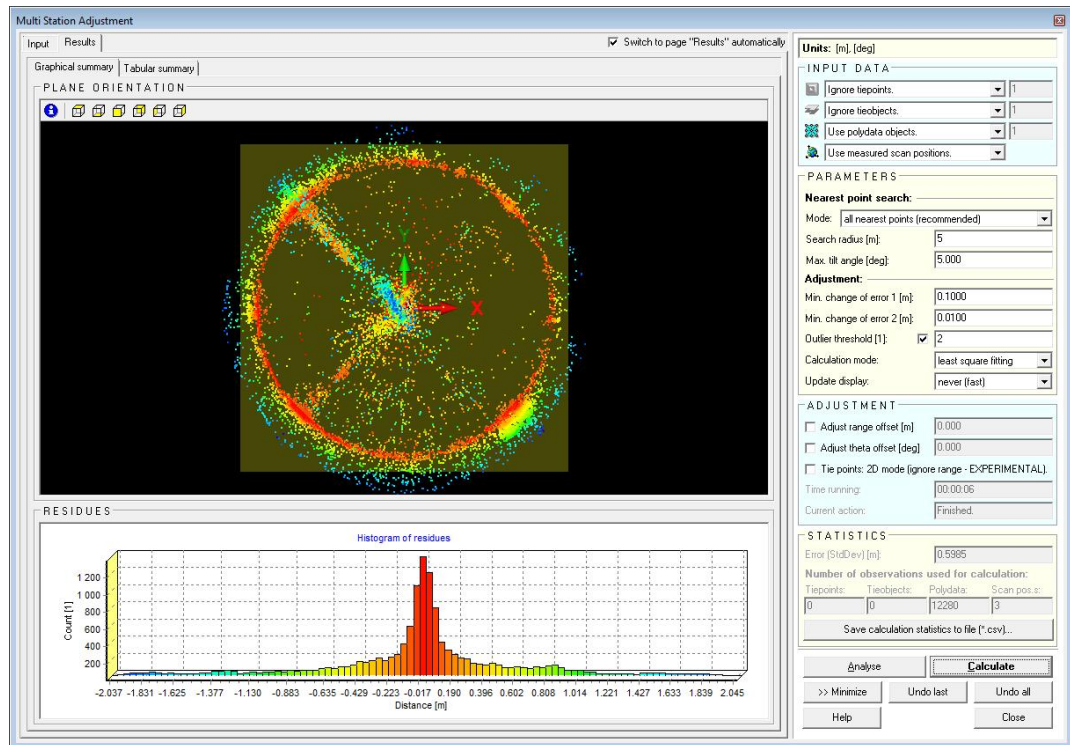 Multi Station Adjustment
Input Results Switch to page "Results" automatically
Graphical summary Tabular summary
PLANE ORIENTATION
Y
X
RESIDUES
Histogram of residues
Count [1]
1 200
1 000
800
600
400
200
-2.037 -1.831 -1.625 -1.377 -1.130 -0.883 -0.635 -0.429 -0.223 -0.017 0.190 0.396 0.602 0.808 1.014 1.221 1.427 1.633 1.839 2.045
Distance [m]
Units: [m], [deg]
INPUT DATA
Ignore tiepoints. 1
Ignore tieobjects. 1
Use polydata objects. 1
Use measured scan positions.
PARAMETERS
Nearest point search:
Mode: all nearest points (recommended)
Search radius [m]: 5
Max. tilt angle [deg]: 5.000
Adjustment:
Min. change of error 1 [m]: 0.1000
Min. change of error 2 [m]: 0.0100
Outlier threshold [1]: 2
Calculation mode: least square fitting
Update display: never (fast)
ADJUSTMENT
Adjust range offset [m] 0.000
Adjust theta offset [deg] 0.000
Tie points: 2D mode (ignore range - EXPERIMENTAL).
Time running: 00:00:06
Current action: Finished.
STATISTICS
Error (StdDev) [m]: 0.5985
Number of observations used for calculation:
Tiepoints: Tieobjects: Polydata: Scan pos.s:
0 0 12280 3
Save calculation statistics to file (*.csv)...
Analyse Calculate
>> Minimize Undo last Undo all
Help Close